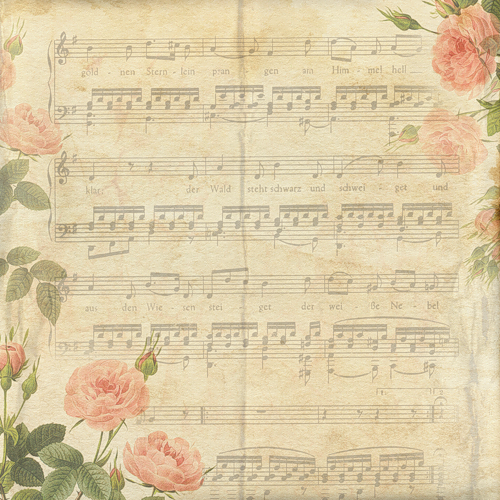 gold - nen Stern - lein pran - gen am Him - mel hell
klar, der Wald steht schwarz und schwei - get und
aus den Wie - sen stei - get der wei - ße Ne - bel